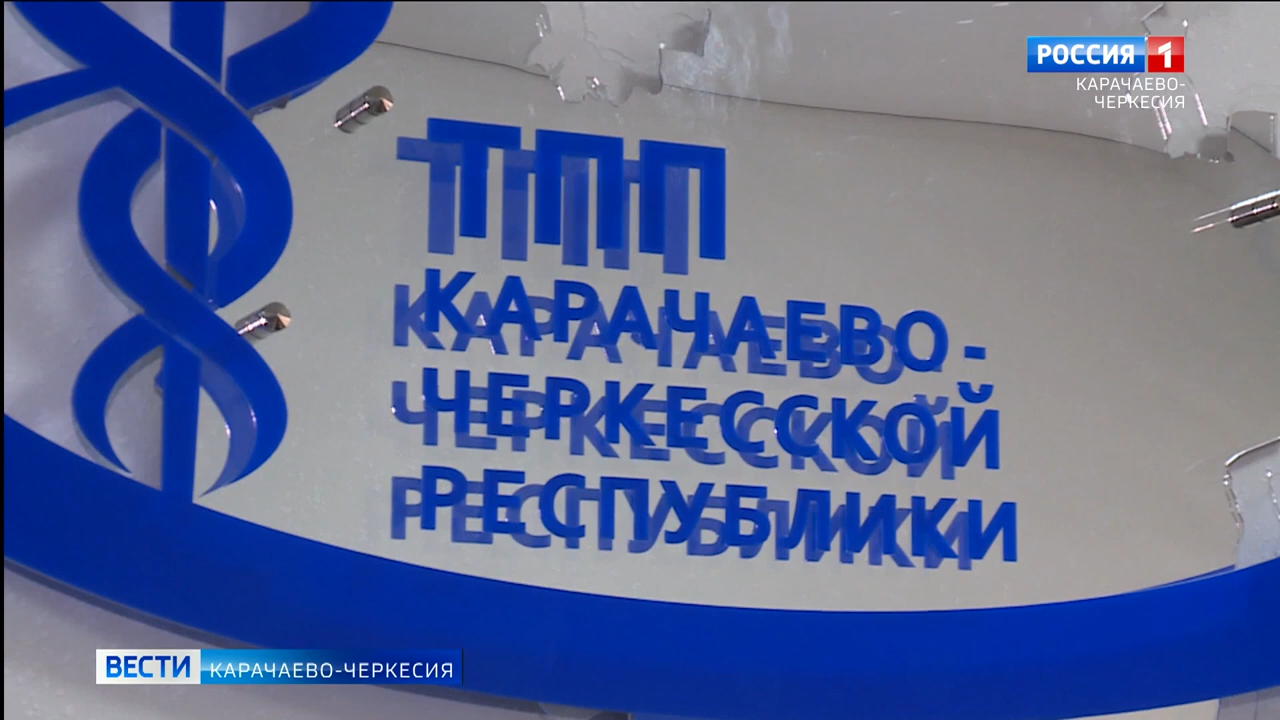 РОССИЯ 1
КАРАЧАЕВО-
ЧЕРКЕСИЯ
ТПП
КАРАЧАЕВО-
ЧЕРКЕССКОЙ
РЕСПУБЛИКИ
ВЕСТИ КАРАЧАЕВО-ЧЕРКЕСИЯ